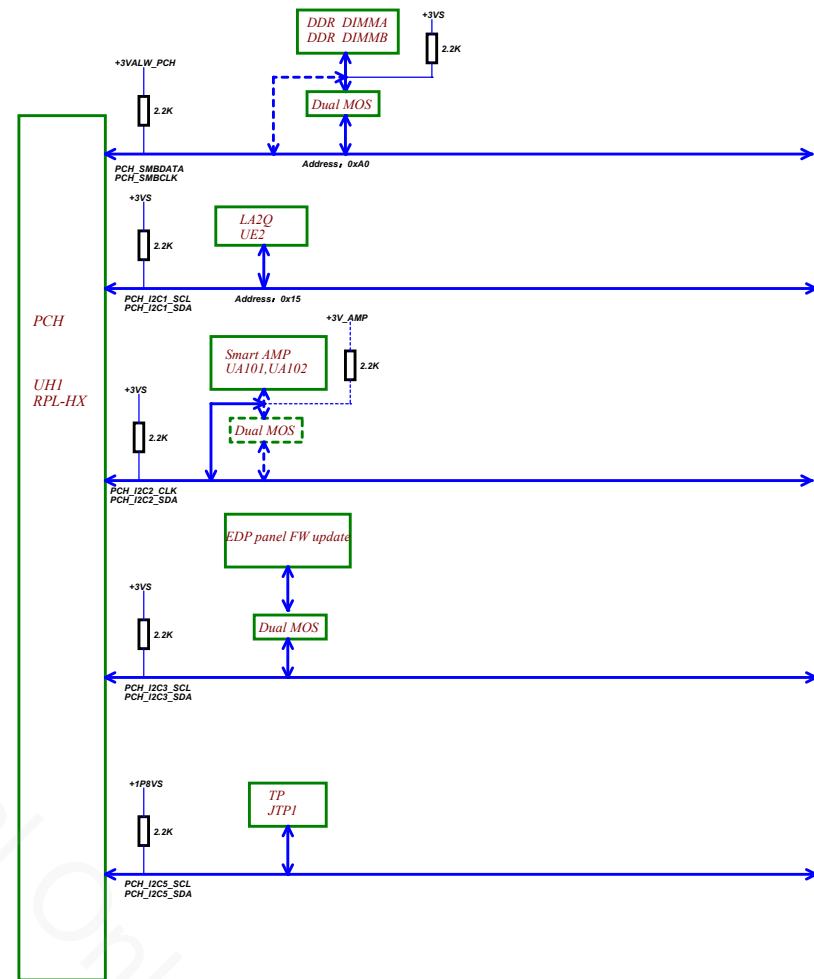 DDR DIMMA
DDR DIMMB
+3VS
2.2K
+3VALW_PCH
2.2K
Dual MOS
PCH_SMBDATA
PCH_SMBCLK
Address，0xA0
+3VS
2.2K
LA2Q
UE2
PCH_I2C1_SCL
PCH_I2C1_SDA
Address，0x15
PCH
UH1
RPL-HX
+3V_AMP
2.2K
Smart AMP
UA101,UA102
+3VS
2.2K
Dual MOS
PCH_I2C2_CLK
PCH_I2C2_SDA
EDP panel FW update
+3VS
2.2K
Dual MOS
PCH_I2C3_SCL
PCH_I2C3_SDA
+1P8VS
2.2K
TP
JTP1
PCH_I2C5_SCL
PCH_I2C5_SDA